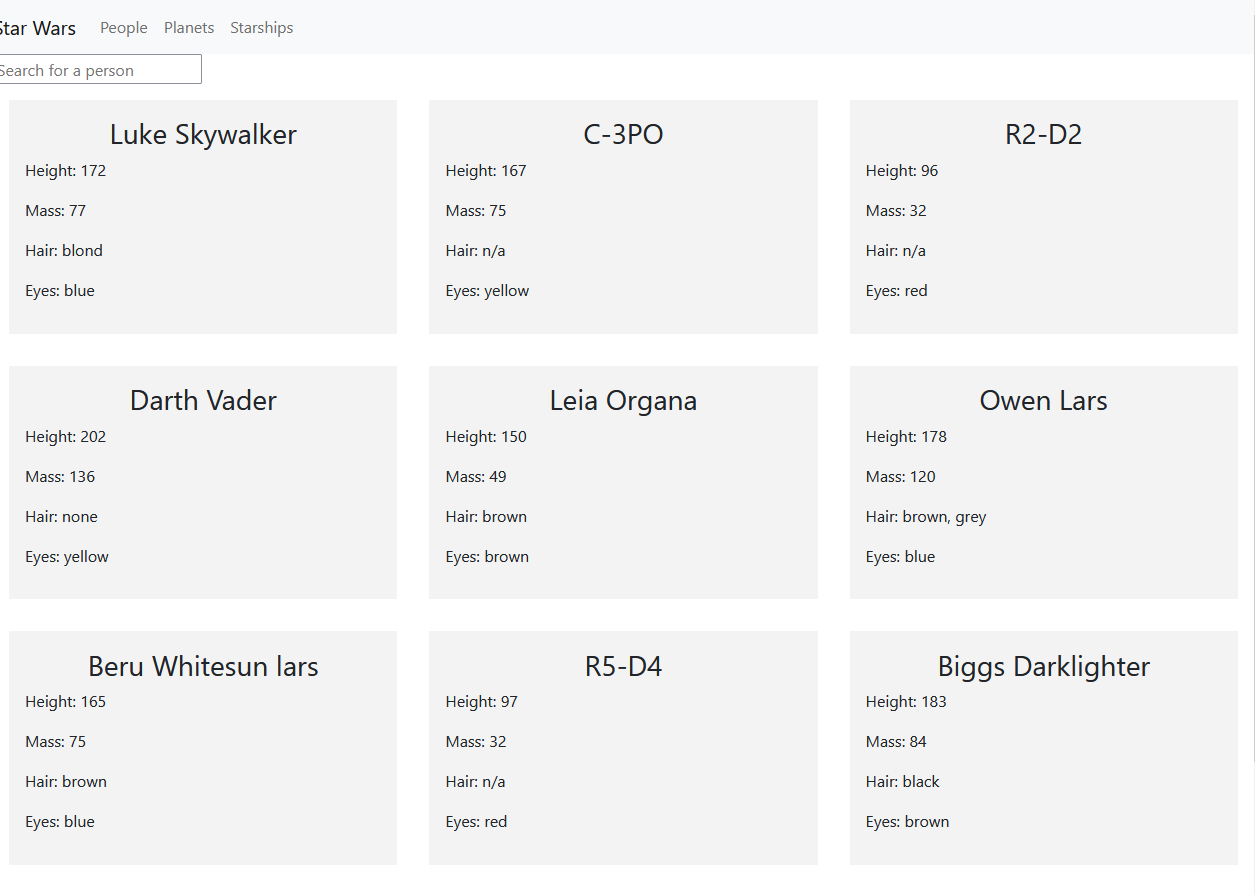 Star Wars People Planets Starships
Search for a person
Luke Skywalker
Height: 172
Mass: 77
Hair: blond
Eyes: blue
C-3PO
Height: 167
Mass: 75
Hair: n/a
Eyes: yellow
R2-D2
Height: 96
Mass: 32
Hair: n/a
Eyes: red
Darth Vader
Height: 202
Mass: 136
Hair: none
Eyes: yellow
Leia Organa
Height: 150
Mass: 49
Hair: brown
Eyes: brown
Owen Lars
Height: 178
Mass: 120
Hair: brown, grey
Eyes: blue
Beru Whitesun lars
Height: 165
Mass: 75
Hair: brown
Eyes: blue
R5-D4
Height: 97
Mass: 32
Hair: n/a
Eyes: red
Biggs Darklighter
Height: 183
Mass: 84
Hair: black
Eyes: brown